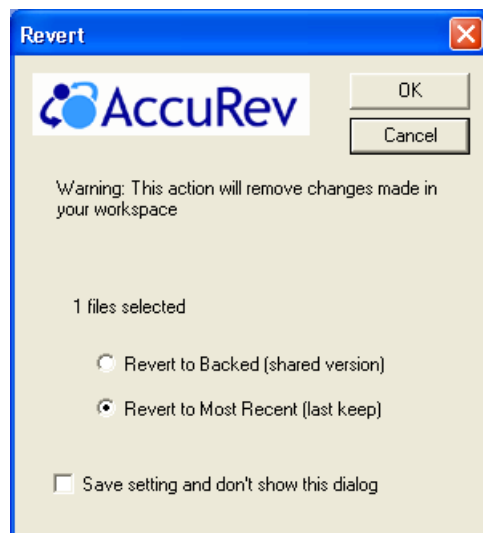 Revert
AccuRev
OK
Cancel
Warning: This action will remove changes made in
your workspace
1 files selected
Revert to Backed (shared version)
Revert to Most Recent (last keep)
Save setting and don't show this dialog